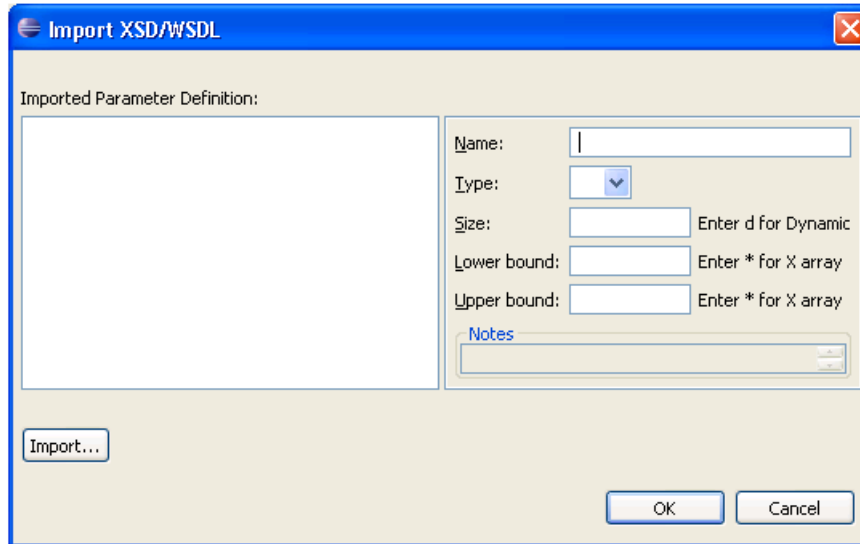 Import XSD/WSDL
Imported Parameter Definition:
Name:
Type:
Size: Enter d for Dynamic
Lower bound: Enter * for X array
Upper bound: Enter * for X array
Notes
Import...
OK Cancel